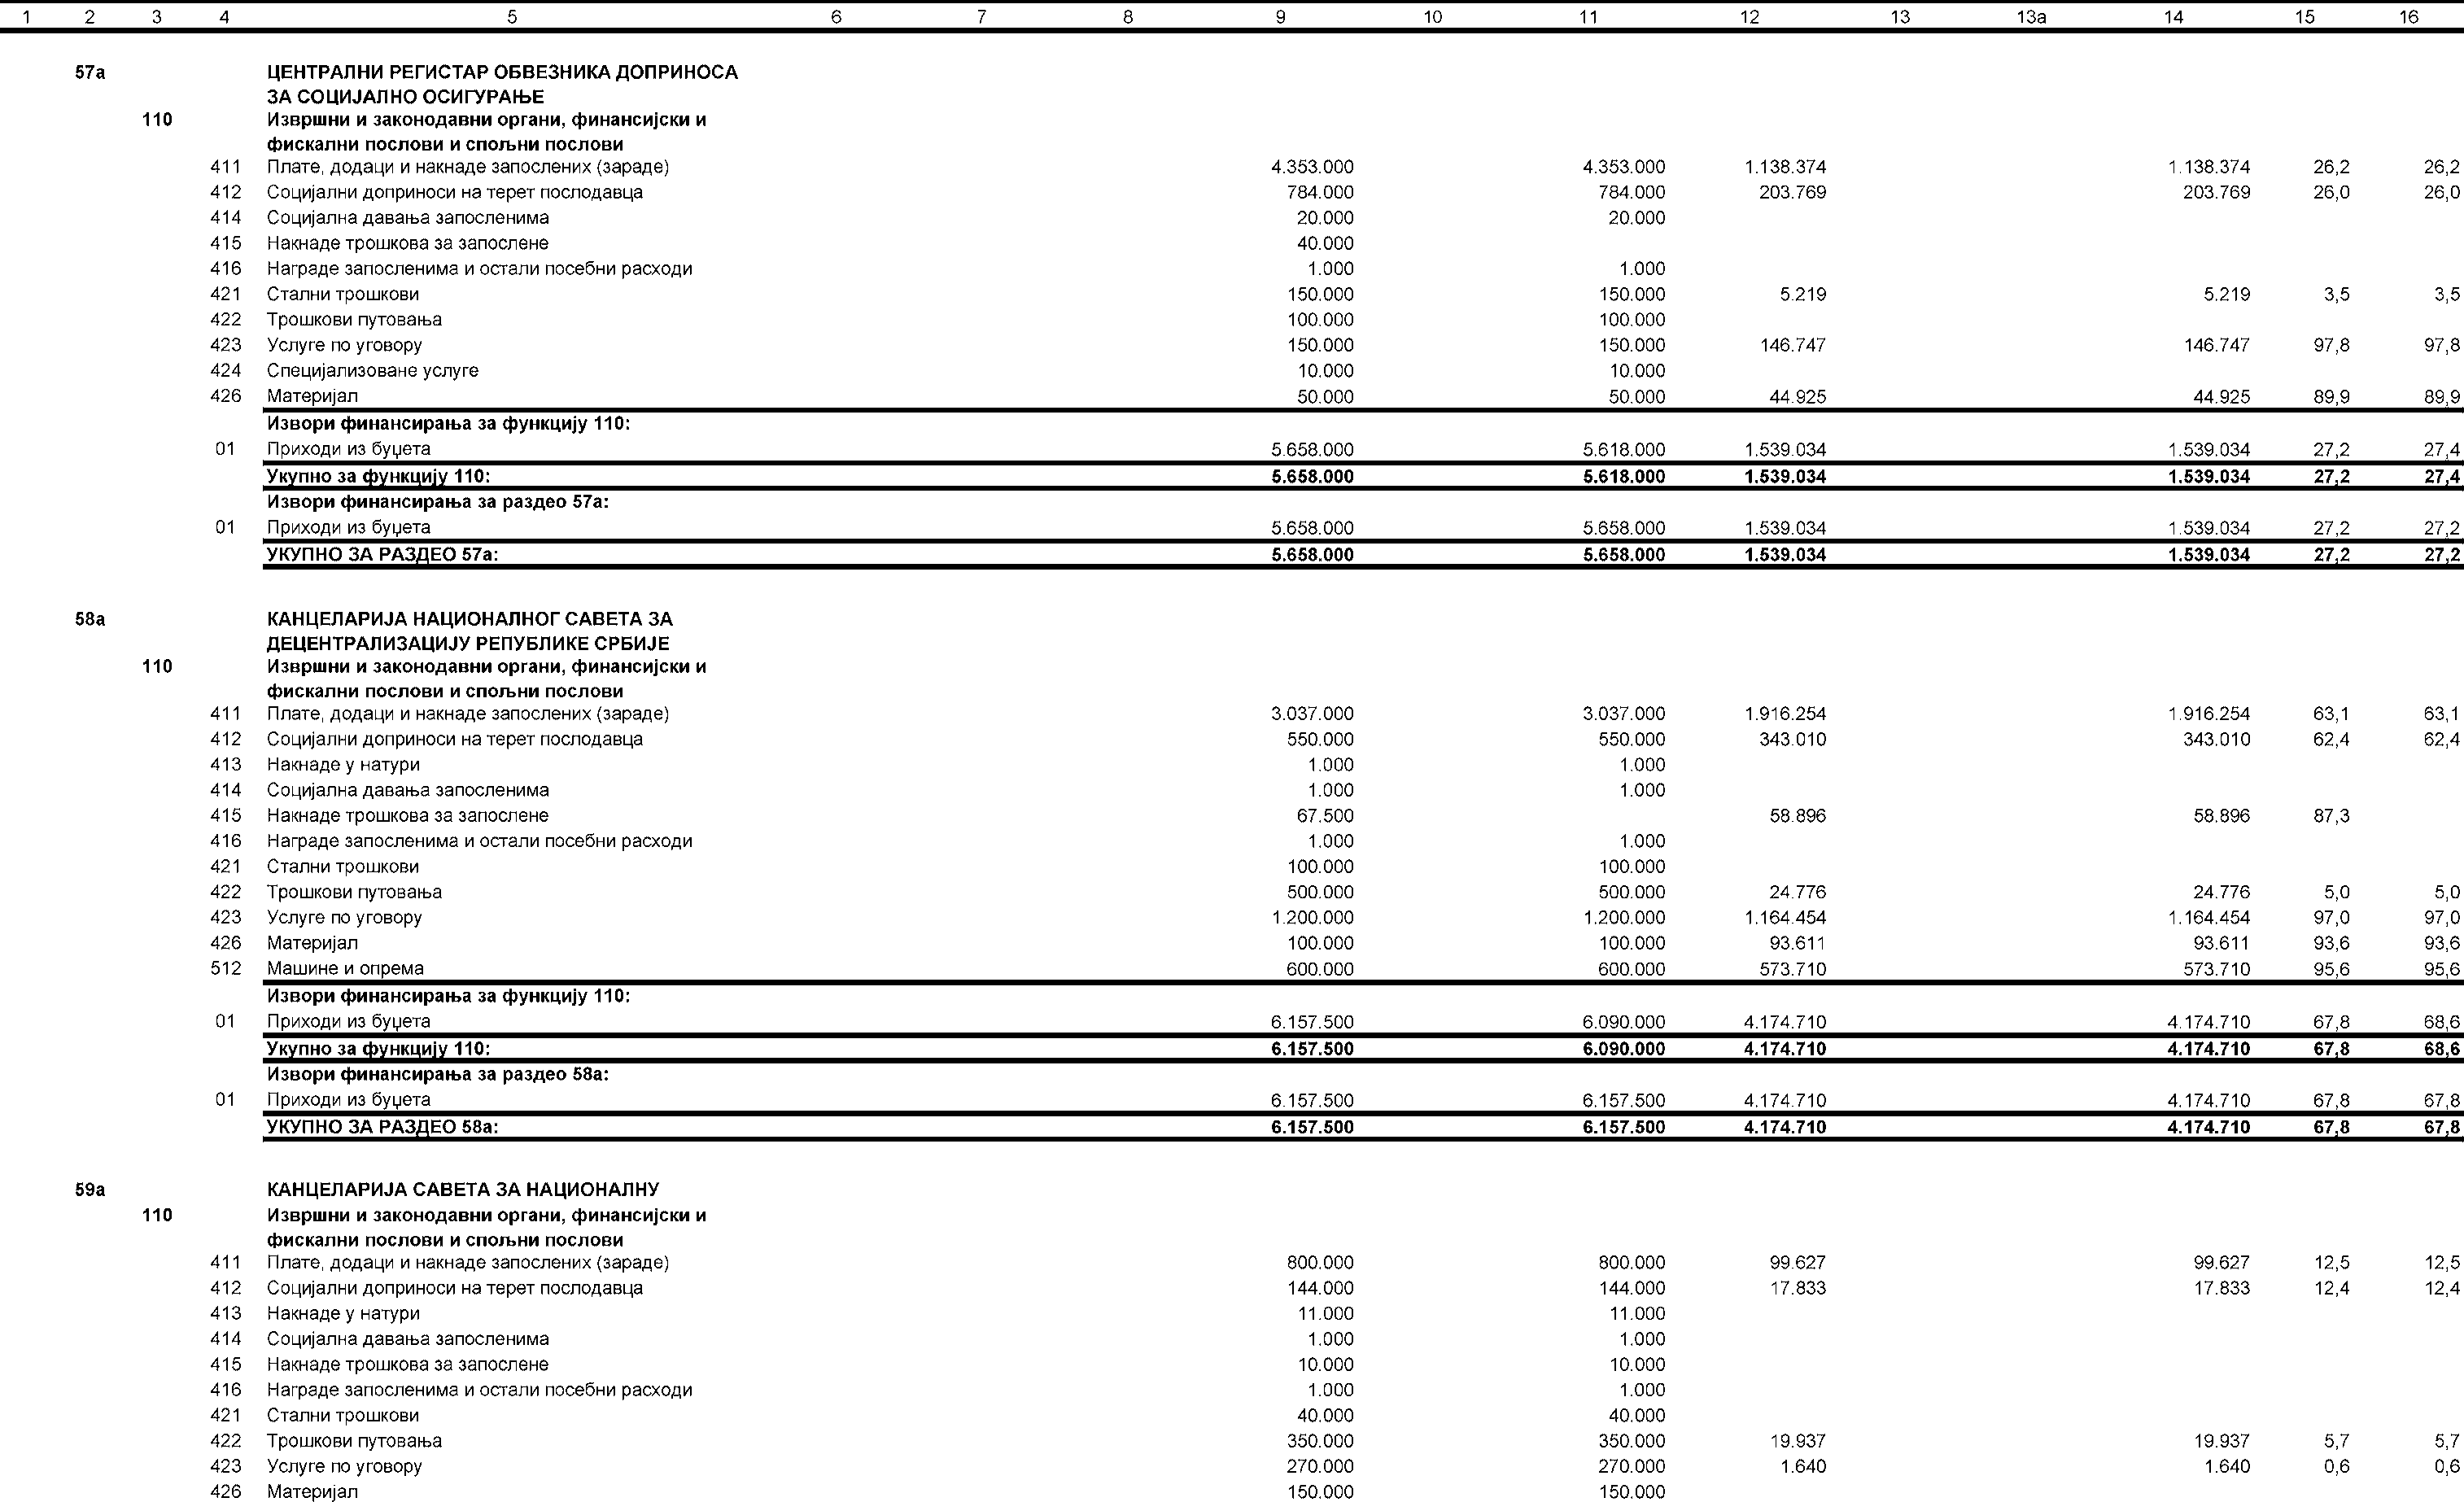 1 2 3 4 5 6 7 8 9 10 11 12 13 13a 14 15 16
57a ЦЕНТРАЛНИ РЕГИСТАР ОБВЕЗНИКА ДОПРИНОСА
ЗА СОЦИЈАЛНО ОСИГУРАЊЕ
110 Извршни и законодавни органи, финансијски и
фискални послови и спољни послови
411 Плате, додаци и накнаде запослених (зараде) 4.353.000 4.353.000 1.138.374 1.138.374 26,2 26,2
412 Социјални доприноси на терет послодавца 784.000 784.000 203.769 203.769 26,0 26,0
414 Социјална давања запосленима 20.000 20.000
415 Накнаде трошкова за запослене 40.000
416 Награде запосленима и остали посебни расходи 1.000 1.000
421 Стални трошкови 150.000 150.000 5.219 5.219 3,5 3,5
422 Трошкови путовања 100.000 100.000
423 Услуге по уговору 150.000 150.000 146.747 146.747 97,8 97,8
424 Специјализоване услуге 10.000 10.000
426 Материјал 50.000 50.000 44.925 44.925 89,9 89,9
Извори финансирања за функцију 110:
01 Приходи из буџета 5.658.000 5.618.000 1.539.034 1.539.034 27,2 27,4
Укупно за функцију 110: 5.658.000 5.618.000 1.539.034 1.539.034 27,2 27,4
Извори финансирања за раздео 57a:
01 Приходи из буџета 5.658.000 5.658.000 1.539.034 1.539.034 27,2 27,2
УКУПНО ЗА РАЗДЕО 57a: 5.658.000 5.658.000 1.539.034 1.539.034 27,2 27,2
58a КАНЦЕЛАРИЈА НАЦИОНАЛНОГ САВЕТА ЗА
ДЕЦЕНТРАЛИЗАЦИЈУ РЕПУБЛИКЕ СРБИЈЕ
110 Извршни и законодавни органи, финансијски и
фискални послови и спољни послови
411 Плате, додаци и накнаде запослених (зараде) 3.037.000 3.037.000 1.916.254 1.916.254 63,1 63,1
412 Социјални доприноси на терет послодавца 550.000 550.000 343.010 343.010 62,4 62,4
413 Накнаде у натури 1.000 1.000
414 Социјална давања запосленима 1.000 1.000
415 Накнаде трошкова за запослене 67.500 58.896 58.896 87,3
416 Награде запосленима и остали посебни расходи 1.000 1.000
421 Стални трошкови 100.000 100.000
422 Трошкови путовања 500.000 500.000 24.776 24.776 5,0 5,0
423 Услуге по уговору 1.200.000 1.200.000 1.164.454 1.164.454 97,0 97,0
426 Материјал 100.000 100.000 93.611 93.611 93,6 93,6
512 Машине и опрема 600.000 600.000 573.710 573.710 95,6 95,6
Извори финансирања за функцију 110:
01 Приходи из буџета 6.157.500 6.090.000 4.174.710 4.174.710 67,8 68,6
Укупно за функцију 110: 6.157.500 6.090.000 4.174.710 4.174.710 67,8 68,6
Извори финансирања за раздео 58a:
01 Приходи из буџета 6.157.500 6.157.500 4.174.710 4.174.710 67,8 67,8
УКУПНО ЗА РАЗДЕО 58a: 6.157.500 6.157.500 4.174.710 4.174.710 67,8 67,8
59a КАНЦЕЛАРИЈА САВЕТА ЗА НАЦИОНАЛНУ
110 Извршни и законодавни органи, финансијски и
фискални послови и спољни послови
411 Плате, додаци и накнаде запослених (зараде) 800.000 800.000 99.627 99.627 12,5 12,5
412 Социјални доприноси на терет послодавца 144.000 144.000 17.833 17.833 12,4 12,4
413 Накнаде у натури 11.000 11.000
414 Социјална давања запосленима 1.000 1.000
415 Накнаде трошкова за запослене 10.000 10.000
416 Награде запосленима и остали посебни расходи 1.000 1.000
421 Стални трошкови 40.000 40.000
422 Трошкови путовања 350.000 350.000 19.937 19.937 5,7 5,7
423 Услуге по уговору 270.000 270.000 1.640 1.640 0,6 0,6
426 Материјал 150.000 150.000